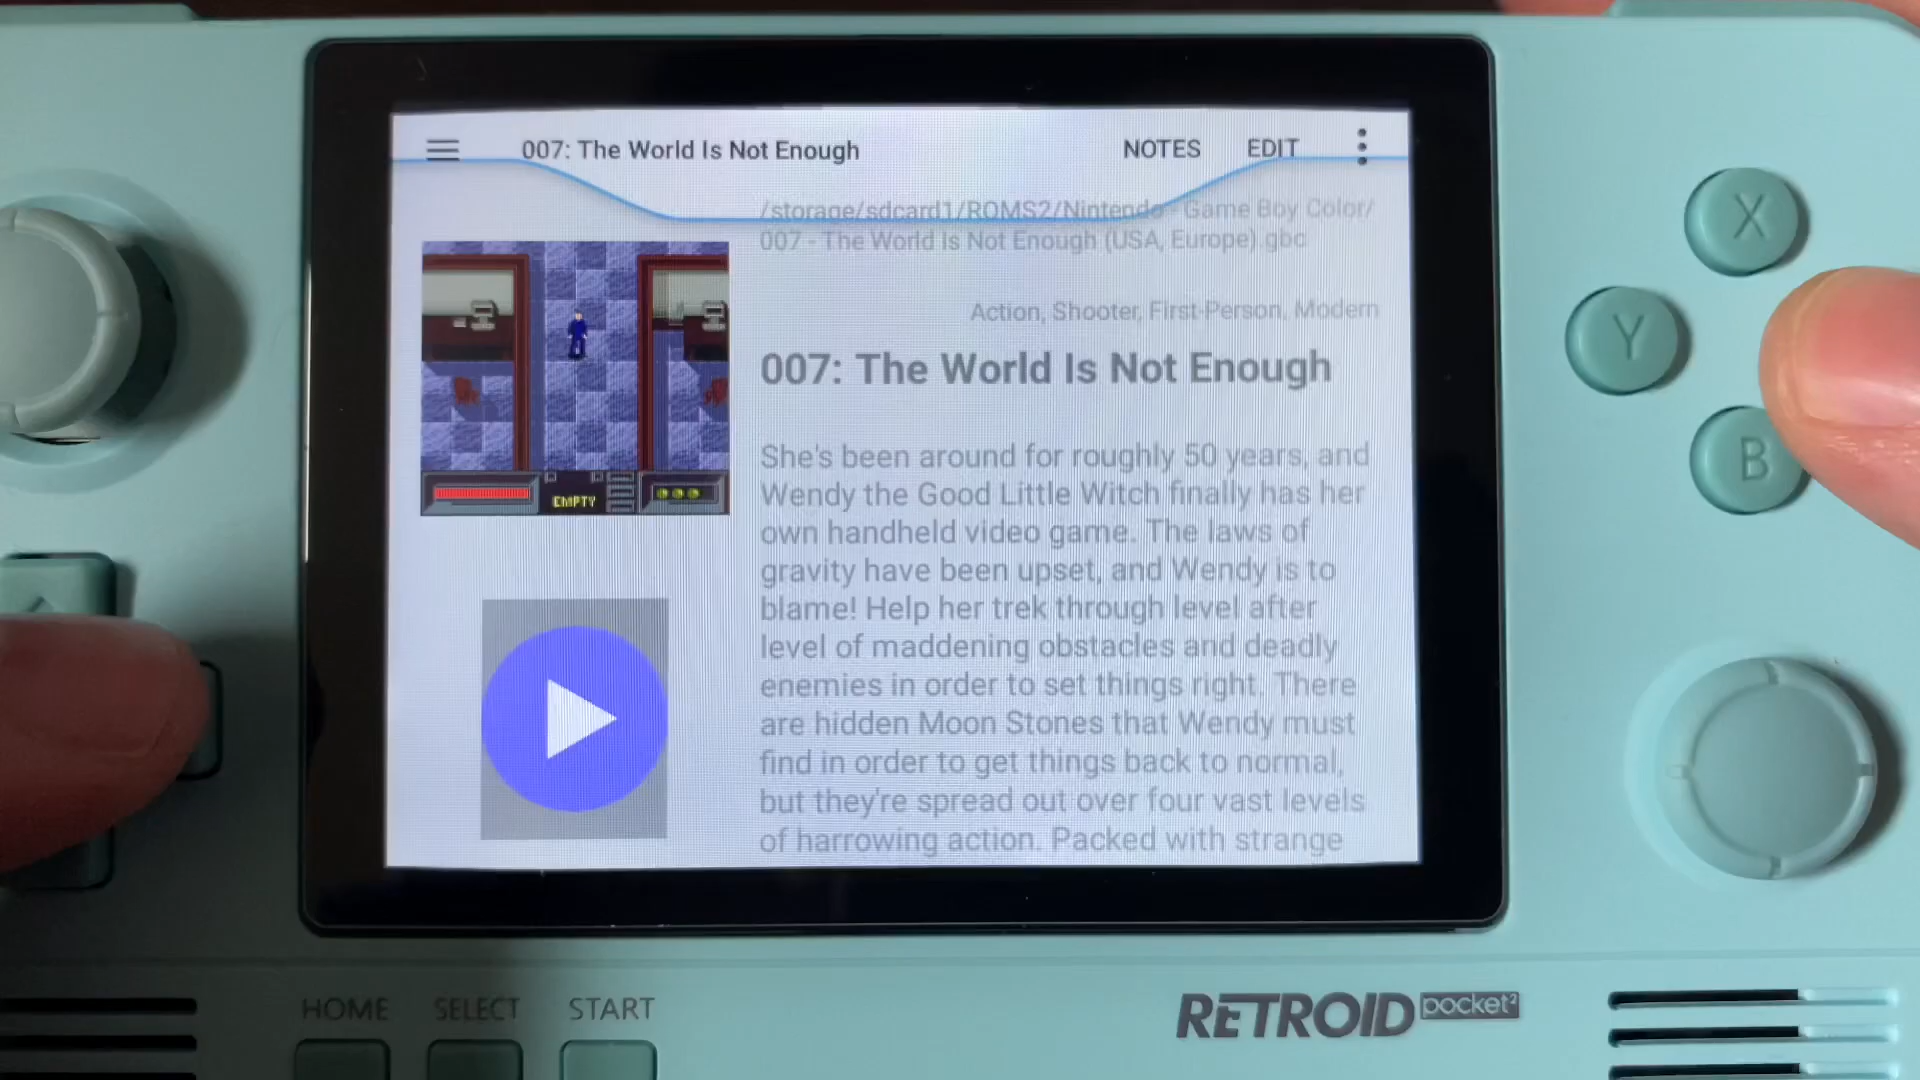 007: The World Is Not Enough
NOTES
EDIT
/storage/sdcard1/ROMS2/Nintendo - Game Boy Color/
007 - The World Is Not Enough (USA, Europe).gbc
Action, Shooter, First-Person, Modern
007: The World Is Not Enough
She's been around for roughly 50 years, and
Wendy the Good Little Witch finally has her
own handheld video game. The laws of
gravity have been upset, and Wendy is to
blame! Help her trek through level after
level of maddening obstacles and deadly
enemies in order to set things right. There
are hidden Moon Stones that Wendy must
find in order to get things back to normal,
but they're spread out over four vast levels
of harrowing action. Packed with strange
EMPTY
X
Y
B
HOME
SELECT
START
RETROID pocket2